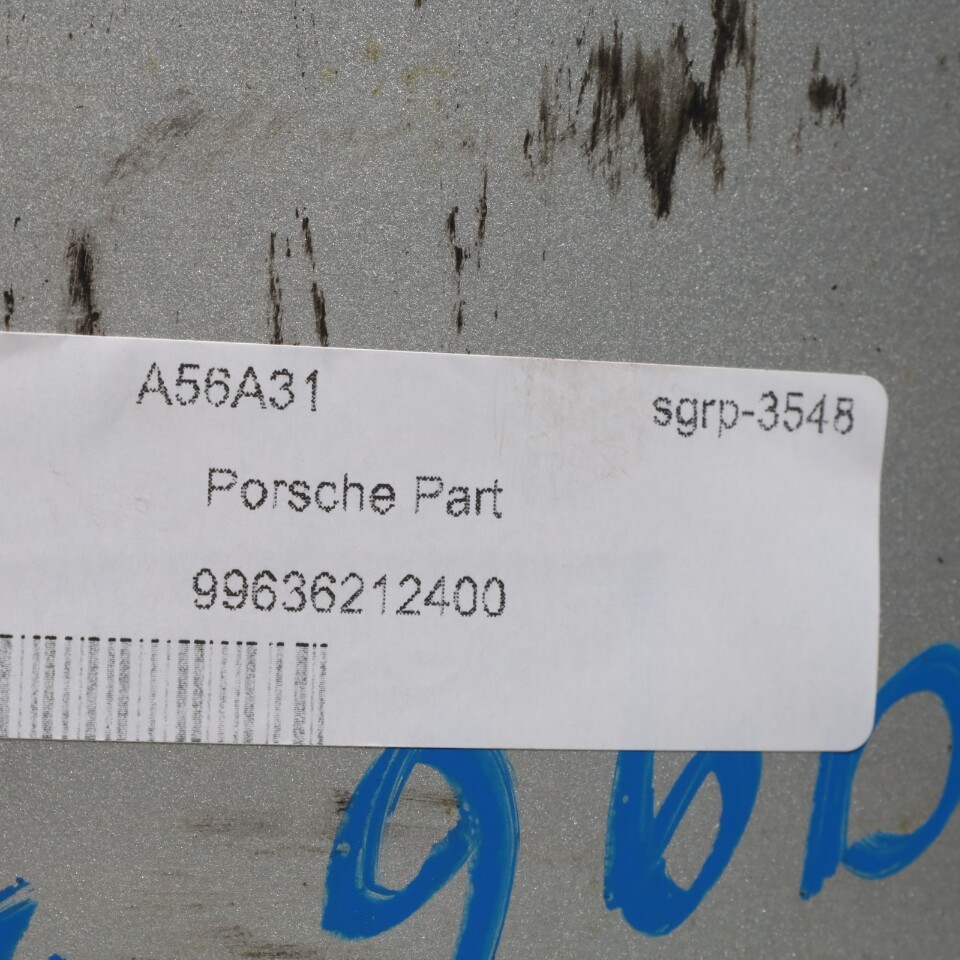 A56A31 sgrp-3548
Porsche Part
99636212400